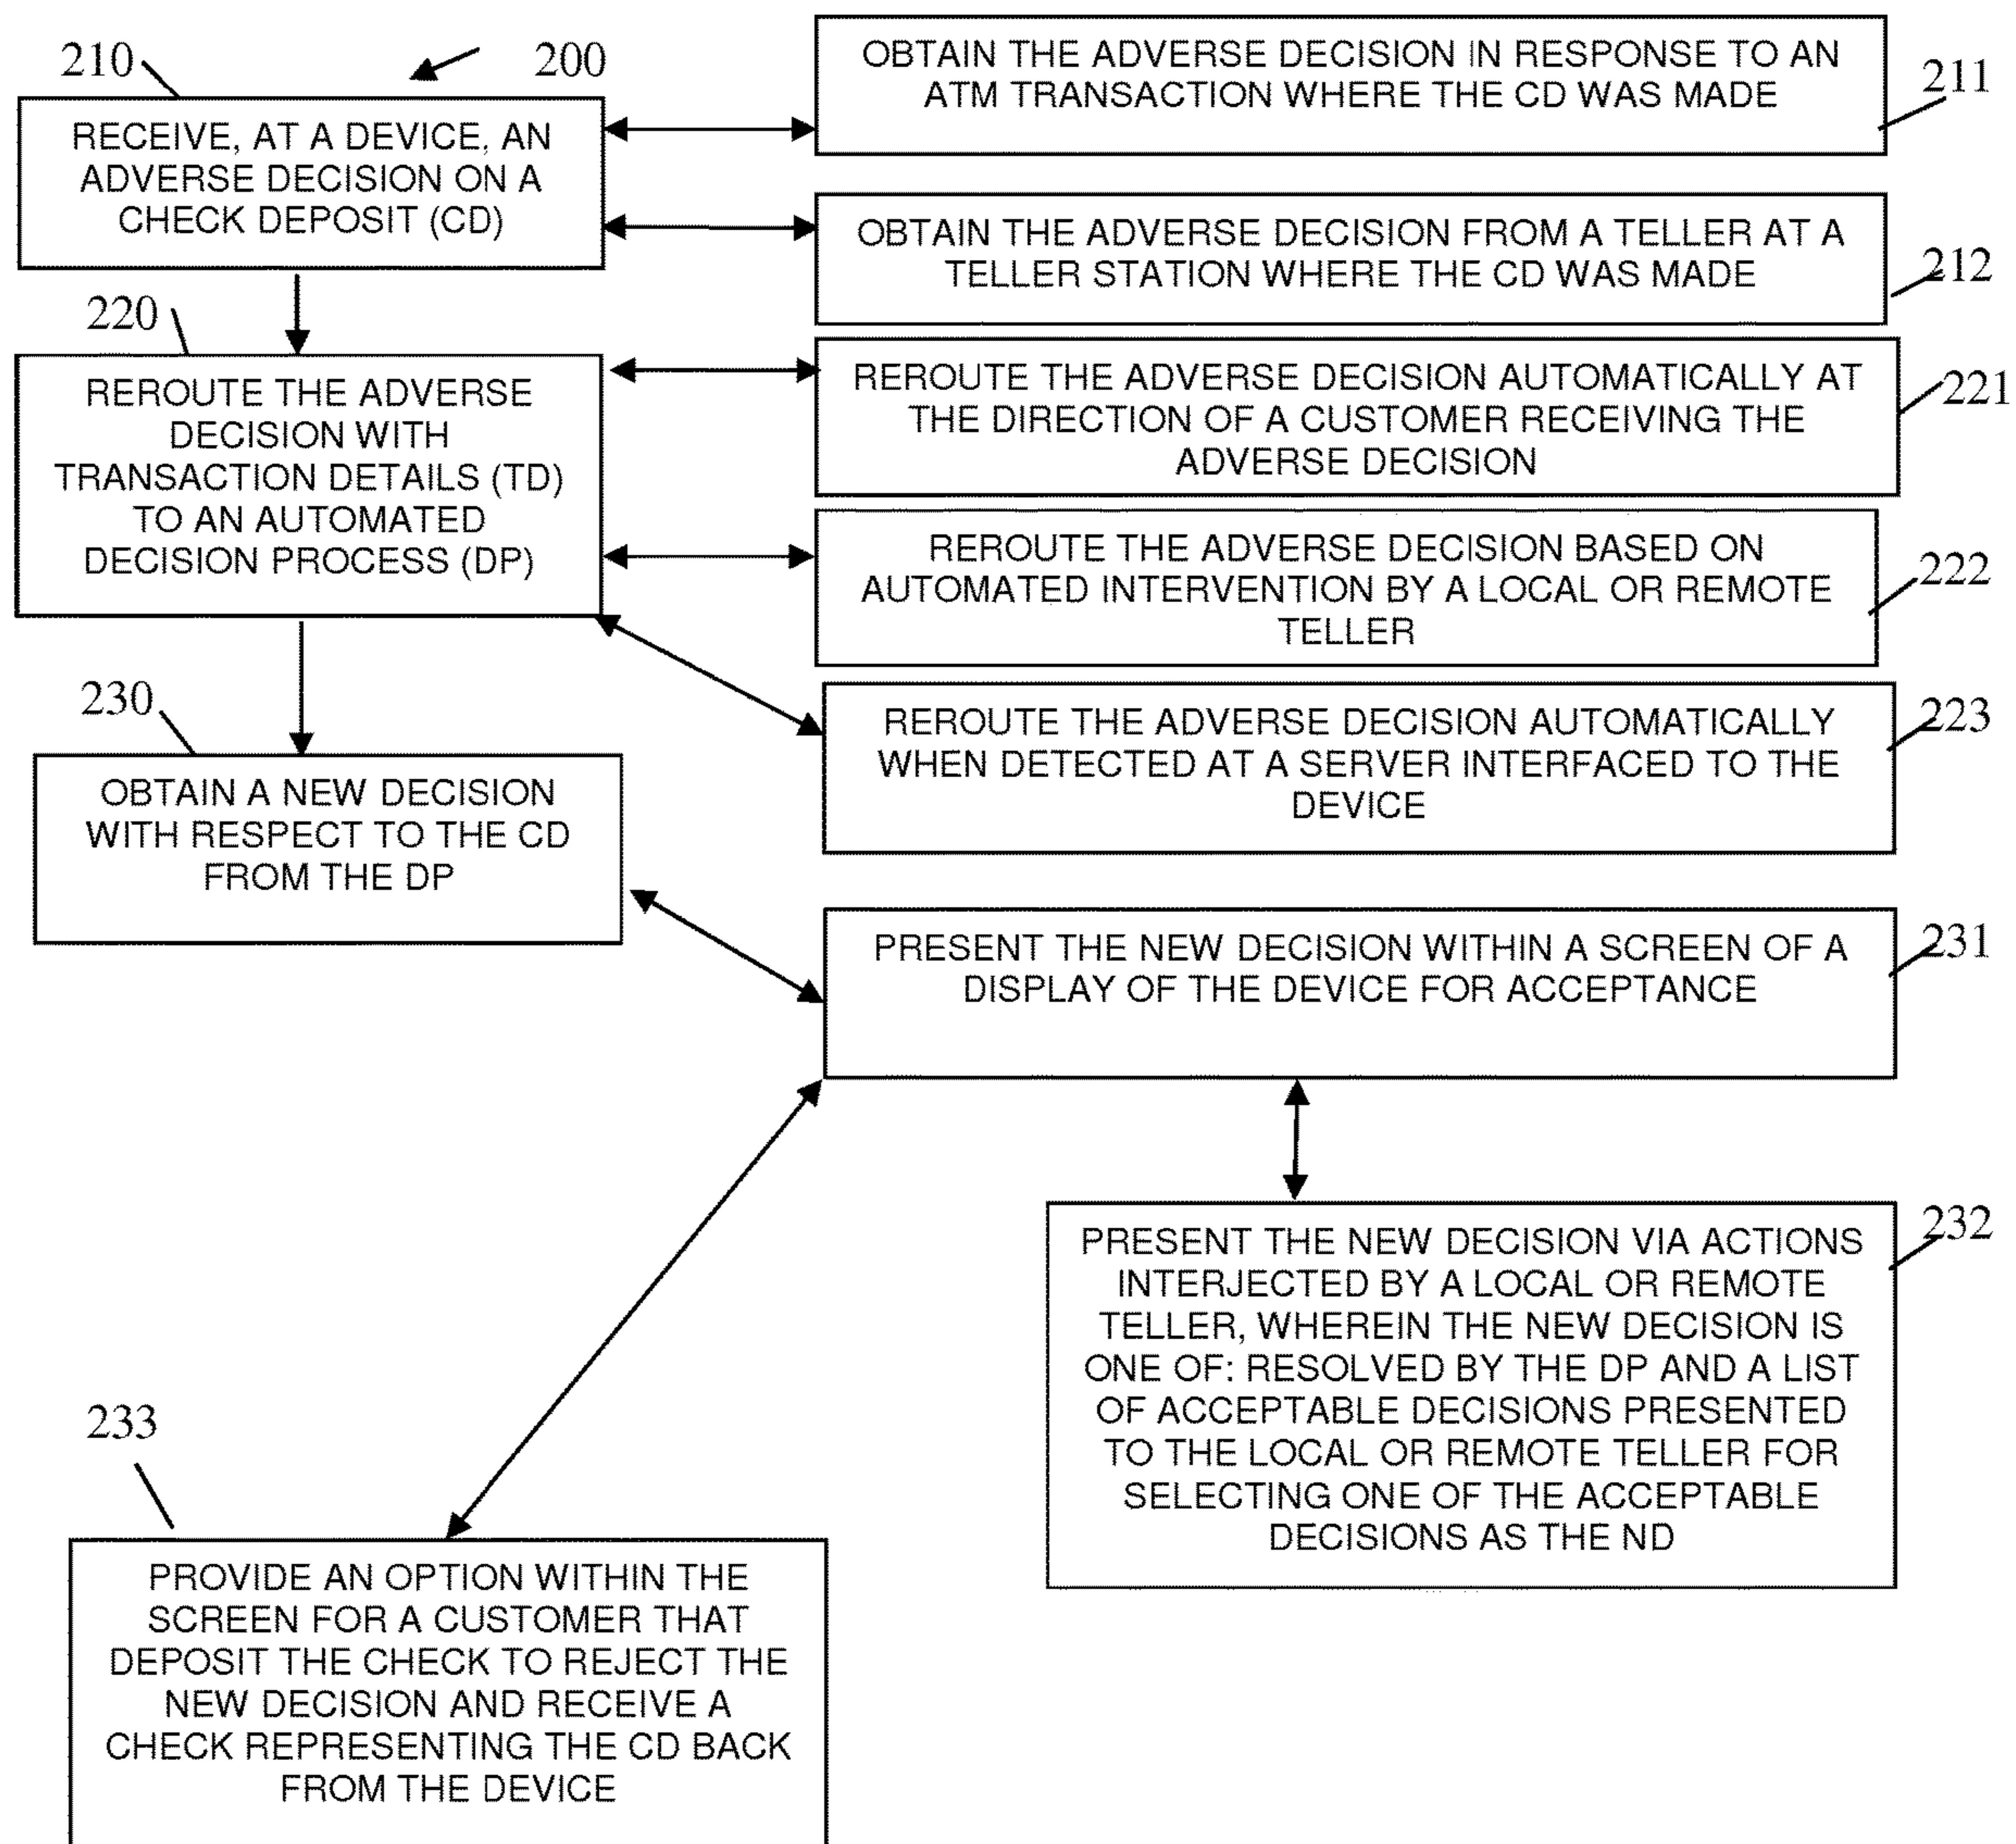 210
200
RECEIVE, AT A DEVICE, AN
ADVERSE DECISION ON A
CHECK DEPOSIT (CD)
OBTAIN THE ADVERSE DECISION IN RESPONSE TO AN
ATM TRANSACTION WHERE THE CD WAS MADE
211
OBTAIN THE ADVERSE DECISION FROM A TELLER AT A
TELLER STATION WHERE THE CD WAS MADE
212
220
REROUTE THE ADVERSE
DECISION WITH
TRANSACTION DETAILS (TD)
TO AN AUTOMATED
DECISION PROCESS (DP)
REROUTE THE ADVERSE DECISION AUTOMATICALLY AT
THE DIRECTION OF A CUSTOMER RECEIVING THE
ADVERSE DECISION
221
REROUTE THE ADVERSE DECISION BASED ON
AUTOMATED INTERVENTION BY A LOCAL OR REMOTE
TELLER
222
REROUTE THE ADVERSE DECISION AUTOMATICALLY
WHEN DETECTED AT A SERVER INTERFACED TO THE
DEVICE
223
230
OBTAIN A NEW DECISION
WITH RESPECT TO THE CD
FROM THE DP
PRESENT THE NEW DECISION WITHIN A SCREEN OF A
DISPLAY OF THE DEVICE FOR ACCEPTANCE
231
PRESENT THE NEW DECISION VIA ACTIONS
INTERJECTED BY A LOCAL OR REMOTE
TELLER, WHEREIN THE NEW DECISION IS
ONE OF: RESOLVED BY THE DP AND A LIST
OF ACCEPTABLE DECISIONS PRESENTED
TO THE LOCAL OR REMOTE TELLER FOR
SELECTING ONE OF THE ACCEPTABLE
DECISIONS AS THE ND
232
233
PROVIDE AN OPTION WITHIN THE
SCREEN FOR A CUSTOMER THAT
DEPOSIT THE CHECK TO REJECT THE
NEW DECISION AND RECEIVE A
CHECK REPRESENTING THE CD BACK
FROM THE DEVICE